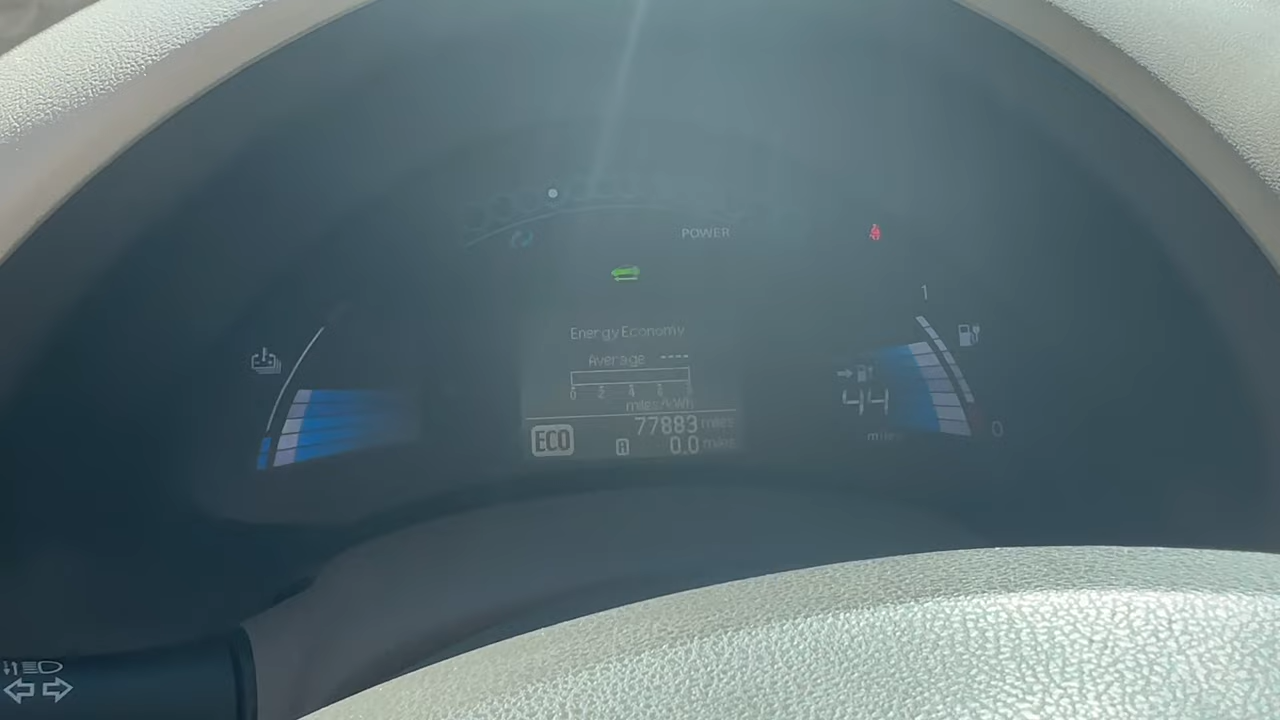 POWER
1
Energy Economy
Average ----
0 2 4 6 8
miles/kWh
44
miles
77883 miles
ECO
0.0 miles
0